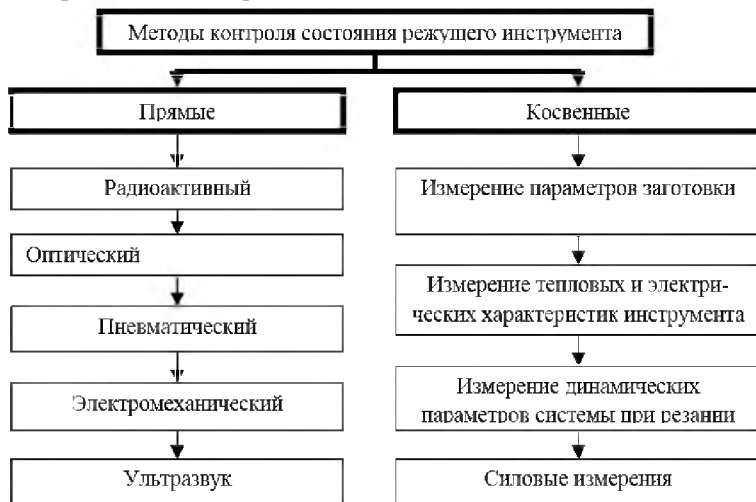 Методы контроля состояния режущего инструмента
Прямые
Радиоактивный
Оптический
Пневматический
Электромеханический
Ультразвук
Косвенные
Измерение параметров заготовки
Измерение тепловых и электри-
ческих характеристик инструмента
Измерение динамических
параметров системы при резании
Силовые измерения